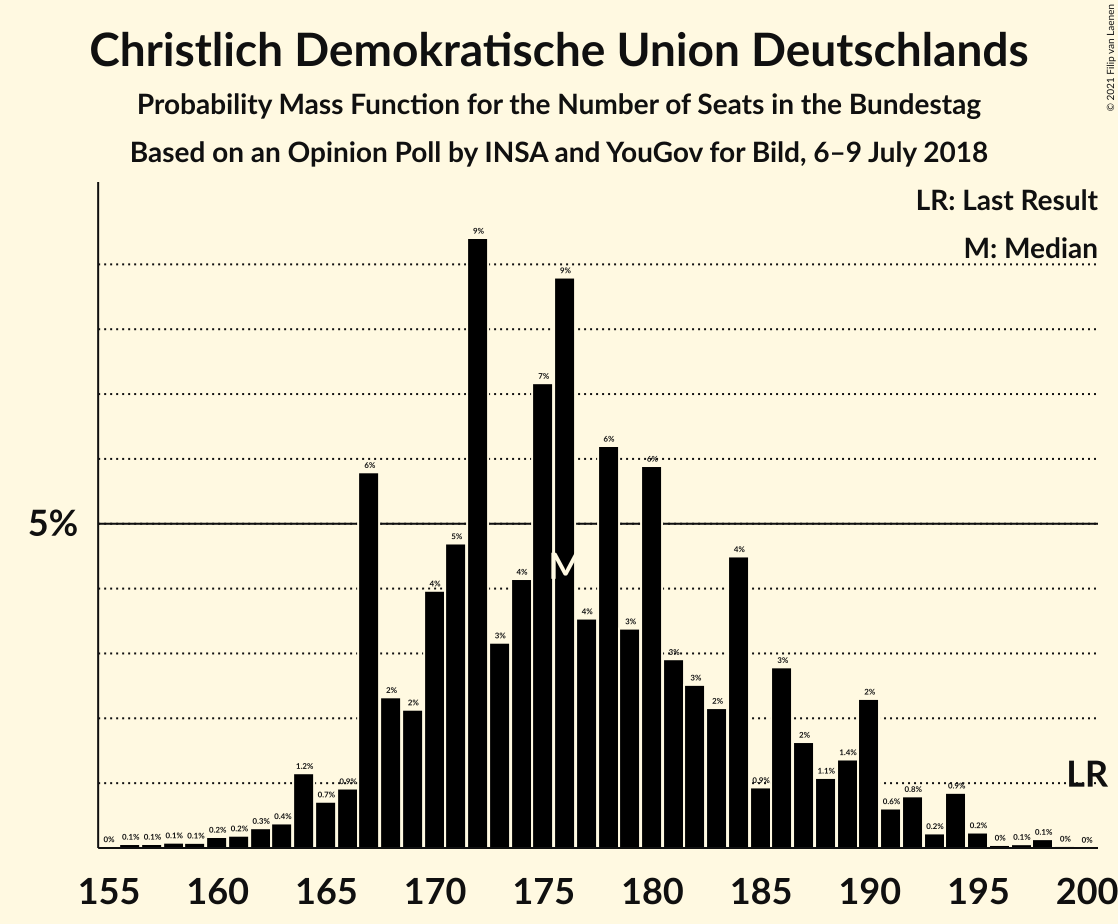 © 2021 Filip van Laenen
Christlich Demokratische Union Deutschlands
Probability Mass Function for the Number of Seats in the Bundestag
Based on an Opinion Poll by INSA and YouGov for Bild, 6–9 July 2018
LR: Last Result
M: Median
5%
0% 0.1% 0.1% 0.1% 0.1% 0.2% 0.2% 0.3% 0.4% 1.2% 0.7% 0.9% 6% 2% 2% 4% 5% 9% 3% 4% 7% 9% 4% 6% 3% 6% 3% 3% 2% 4% 0.9% 3% 2% 1.1% 1.4% 2% 0.6% 0.8% 0.2% 0.9% 0.2% 0% 0.1% 0.1% 0% 0%
M
LR
155 160 165 170 175 180 185 190 195 200